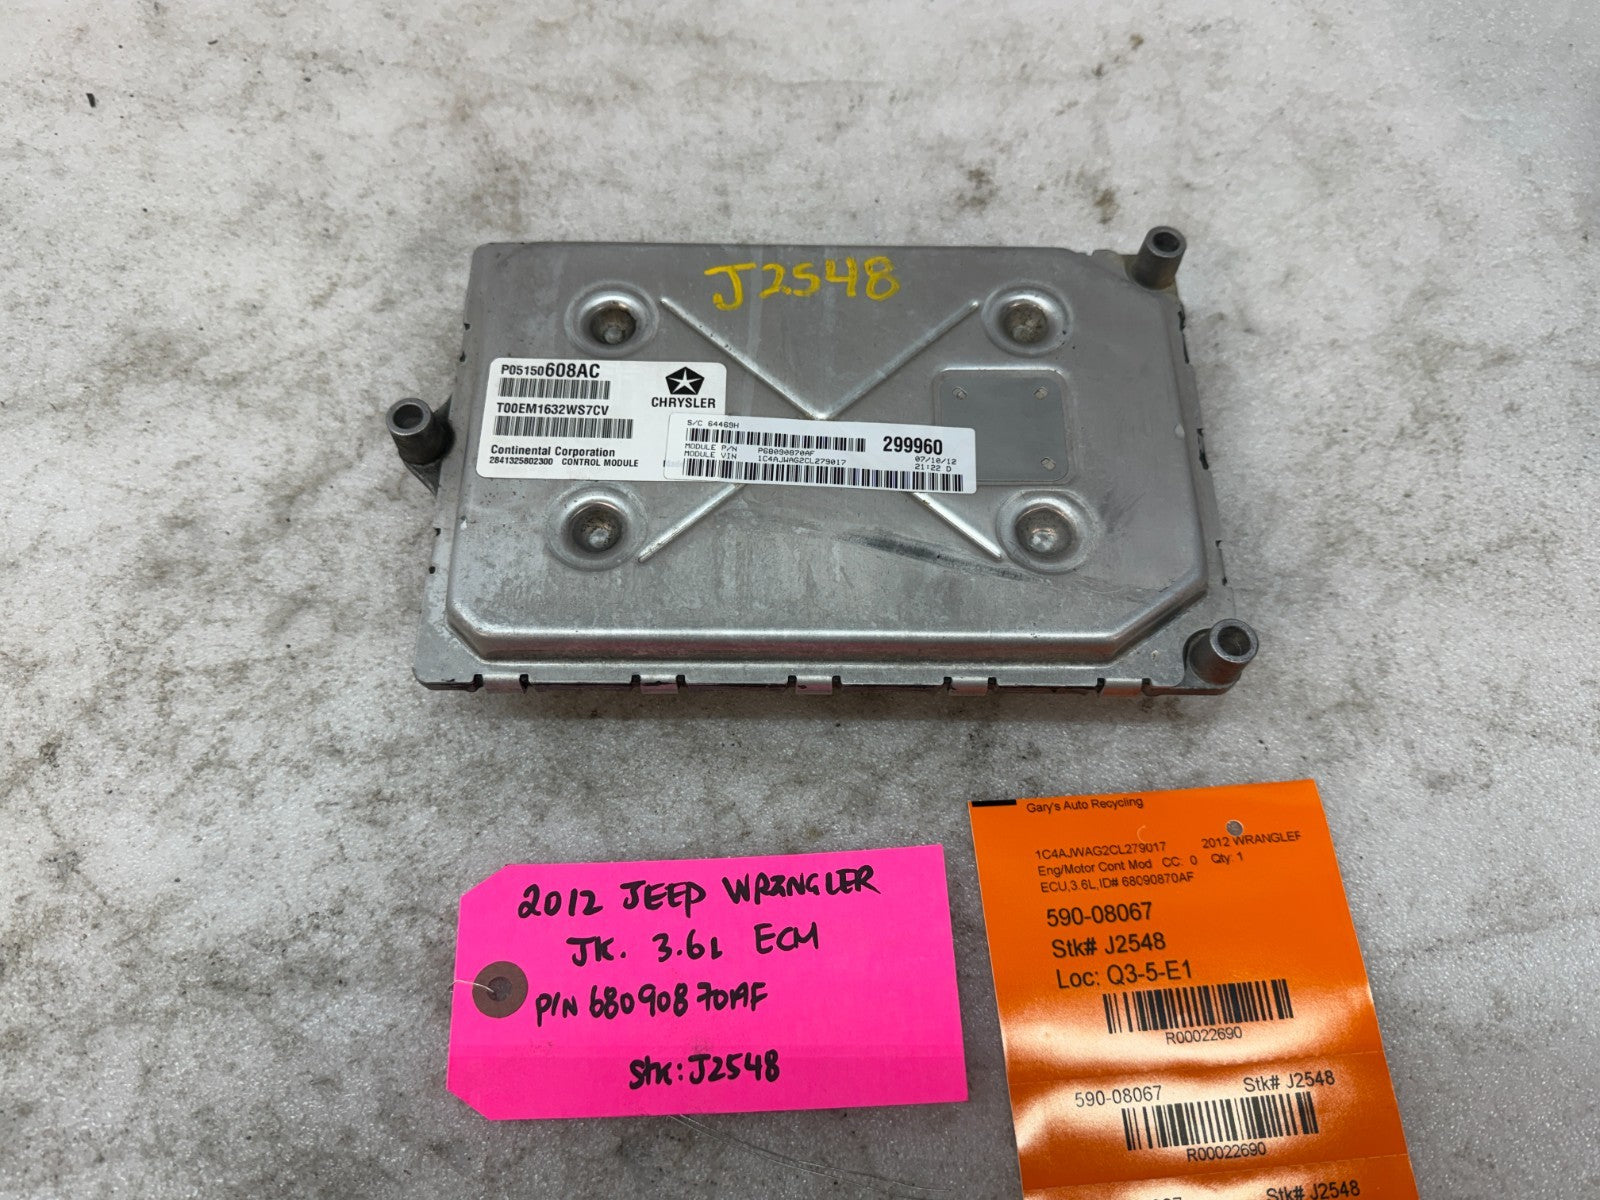 J2548
P05150608AC
T00EM1632WS7CV
CHRYSLER
Continental Corporation
2841325802300 CONTROL MODULE
S/C 64469H
299960
MODULE P/N P68090870AF
MODULE VIN 1C4AJWAG2CL279017
07/10/12
21:22 D
2012 JEEP WRANGLER
JK. 3.6L ECM
P/N 68090870AF
Stk: J2548
Gary's Auto Recycling
1C4AJWAG2CL279017 2012 WRANGLER
Eng/Motor Cont Mod CC: 0 Qty: 1
ECU,3.6L,ID# 68090870AF
590-08067
Stk# J2548
Loc: Q3-5-E1
R00022690
590-08067 Stk# J2548
R00022690
Stk# J2548